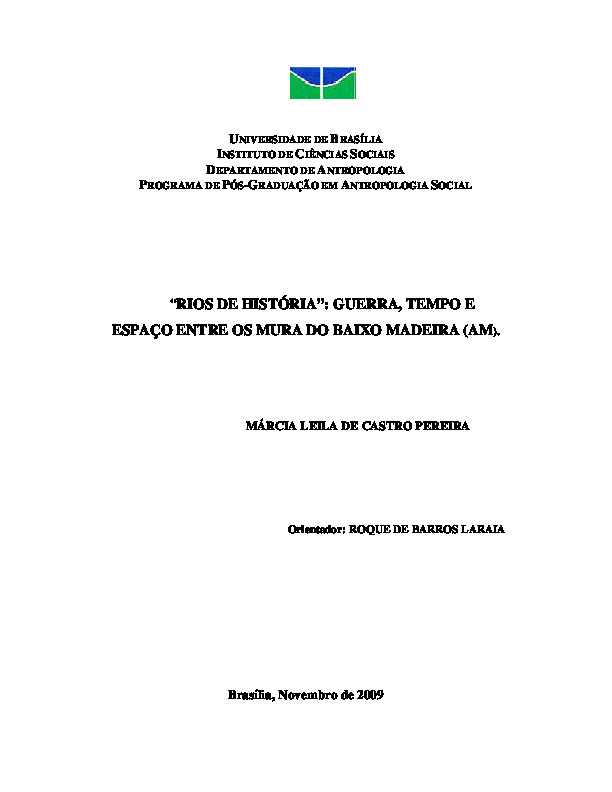 UNIVERSIDADE DE BRASÍLIA
INSTITUTO DE CIÊNCIAS SOCIAIS
DEPARTAMENTO DE ANTROPOLOGIA
PROGRAMA DE PÓS-GRADUAÇÃO EM ANTROPOLOGIA SOCIAL
“RIOS DE HISTÓRIA”: GUERRA, TEMPO E
ESPAÇO ENTRE OS MURA DO BAIXO MADEIRA (AM).
MÁRCIA LEILA DE CASTRO PEREIRA
Orientador: ROQUE DE BARROS LARAIA
Brasília, Novembro de 2009